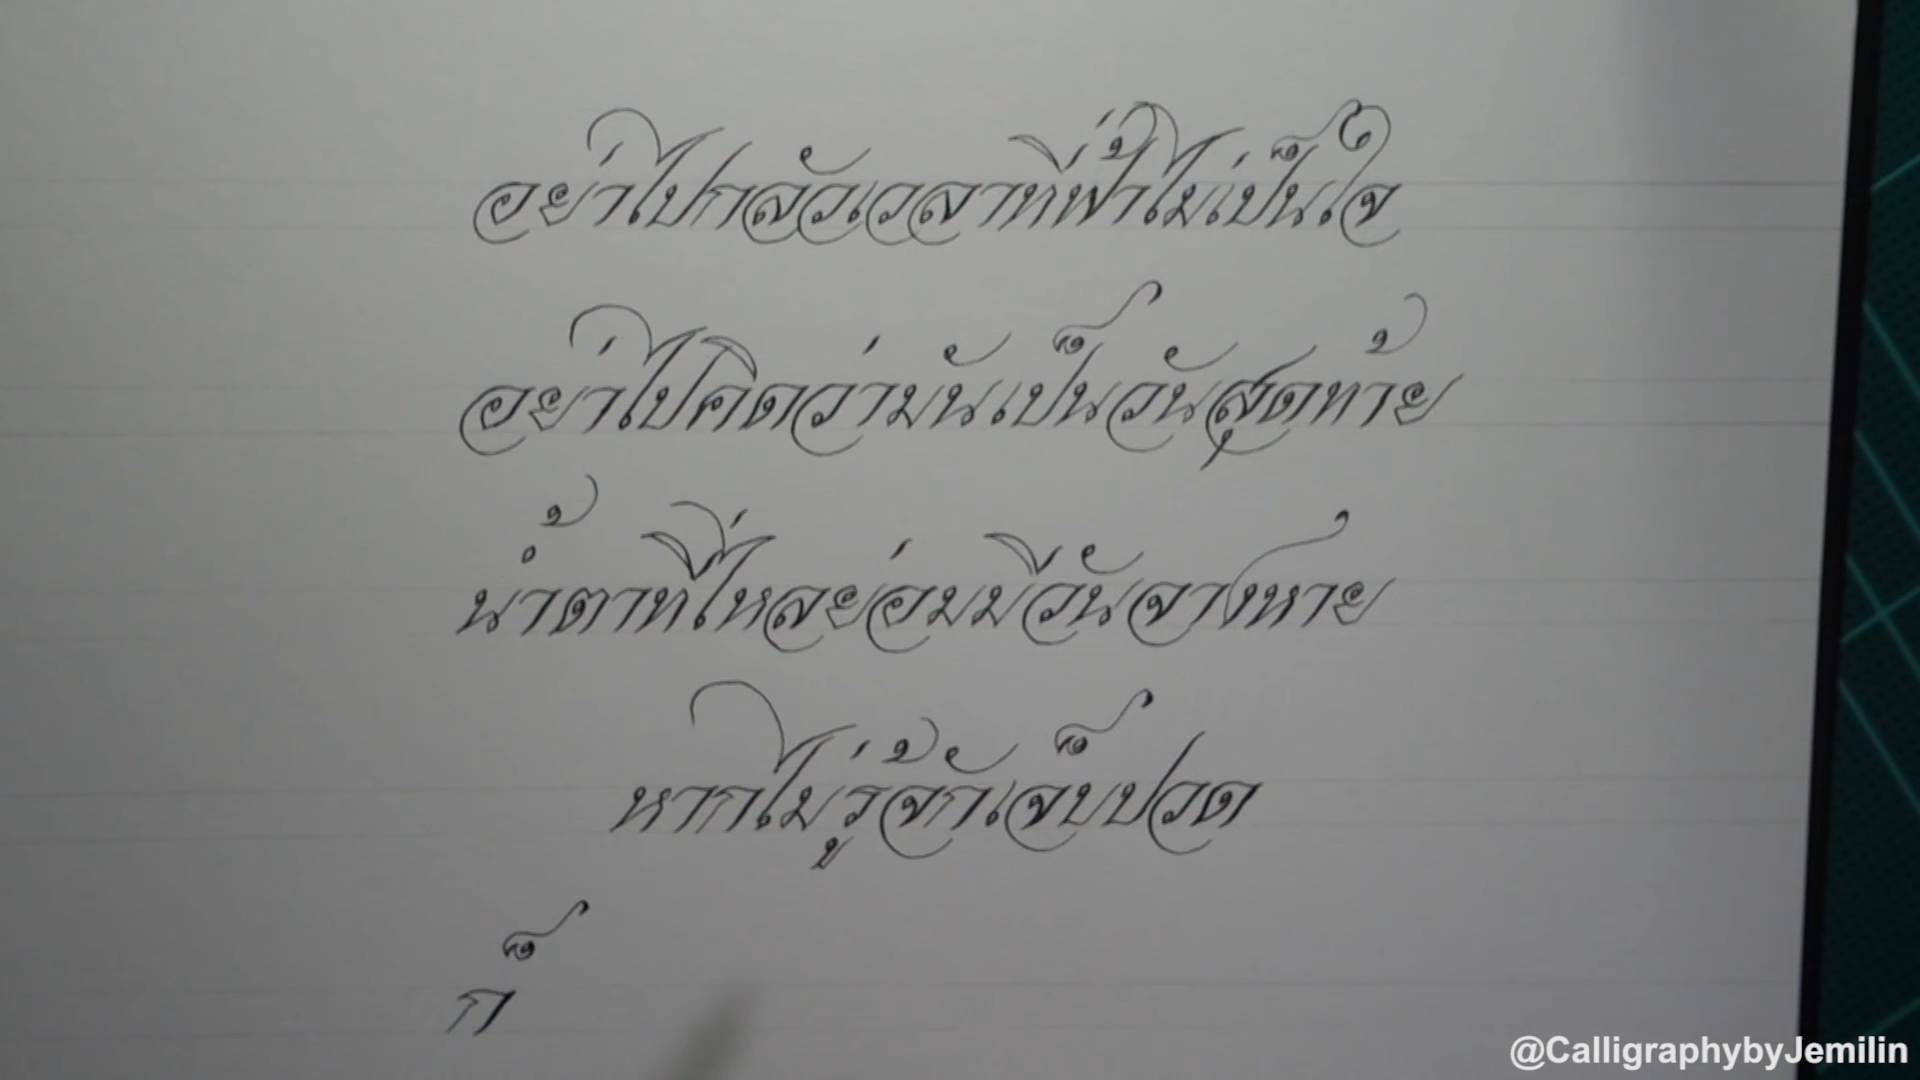 อย่าไปกลัวเวลาที่ฟ้าไม่เป็นใจ
อย่าไปคิดว่ามันเป็นวันสุดท้าย
น้ำตาที่ไหลย่อมมีวันจางหาย
หากไม่รู้จักเจ็บปวด
ก็
@CalligraphybyJemilin